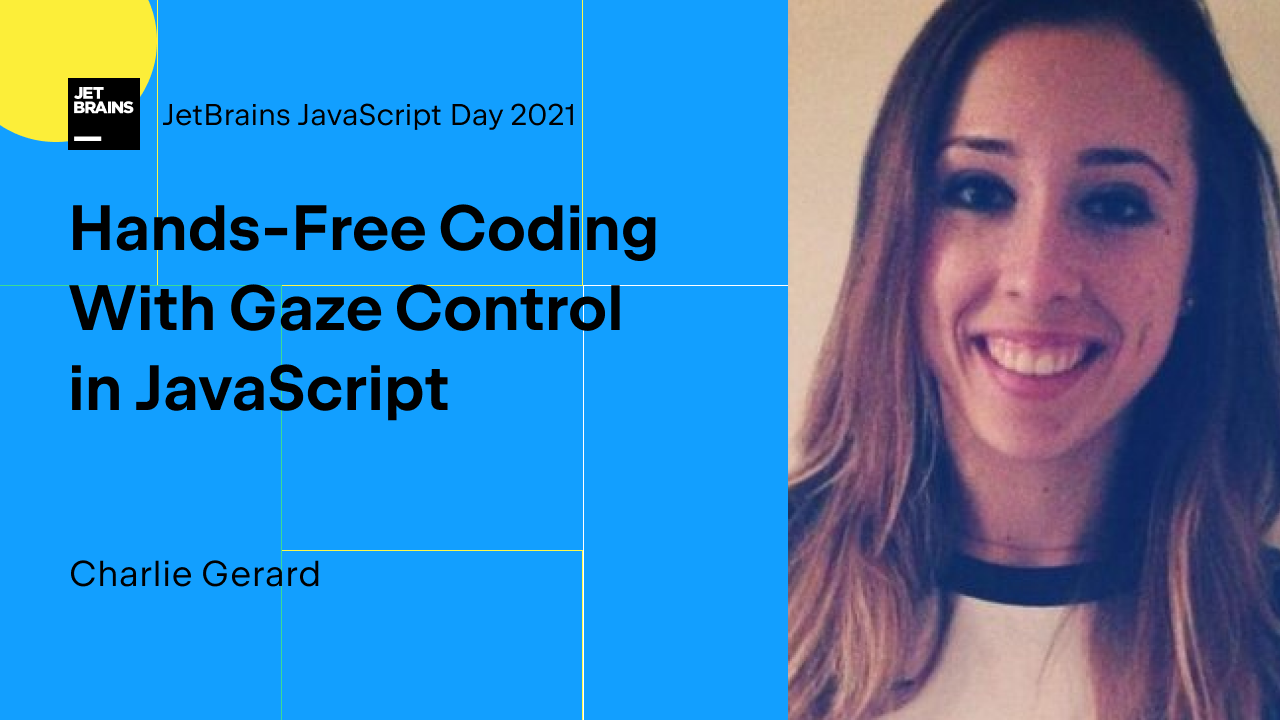 JET
BRAINS
JetBrains JavaScript Day 2021
Hands-Free Coding
With Gaze Control
in JavaScript
Charlie Gerard